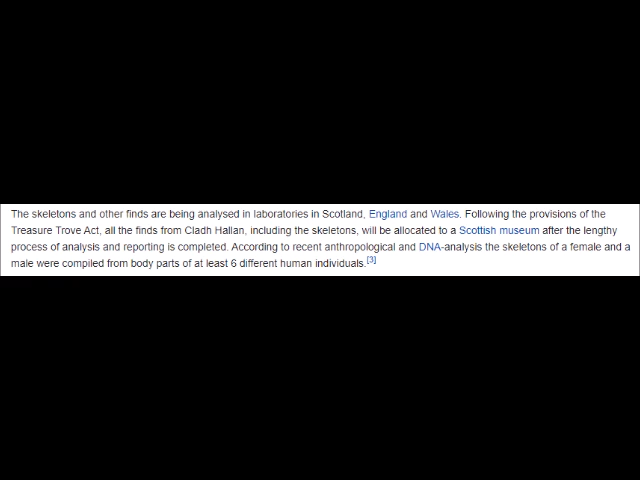 The skeletons and other finds are being analysed in laboratories in Scotland, England and Wales. Following the provisions of the
Treasure Trove Act, all the finds from Cladh Hallan, including the skeletons, will be allocated to a Scottish museum after the lengthy
process of analysis and reporting is completed. According to recent anthropological and DNA-analysis the skeletons of a female and a
male were compiled from body parts of at least 6 different human individuals.[3]